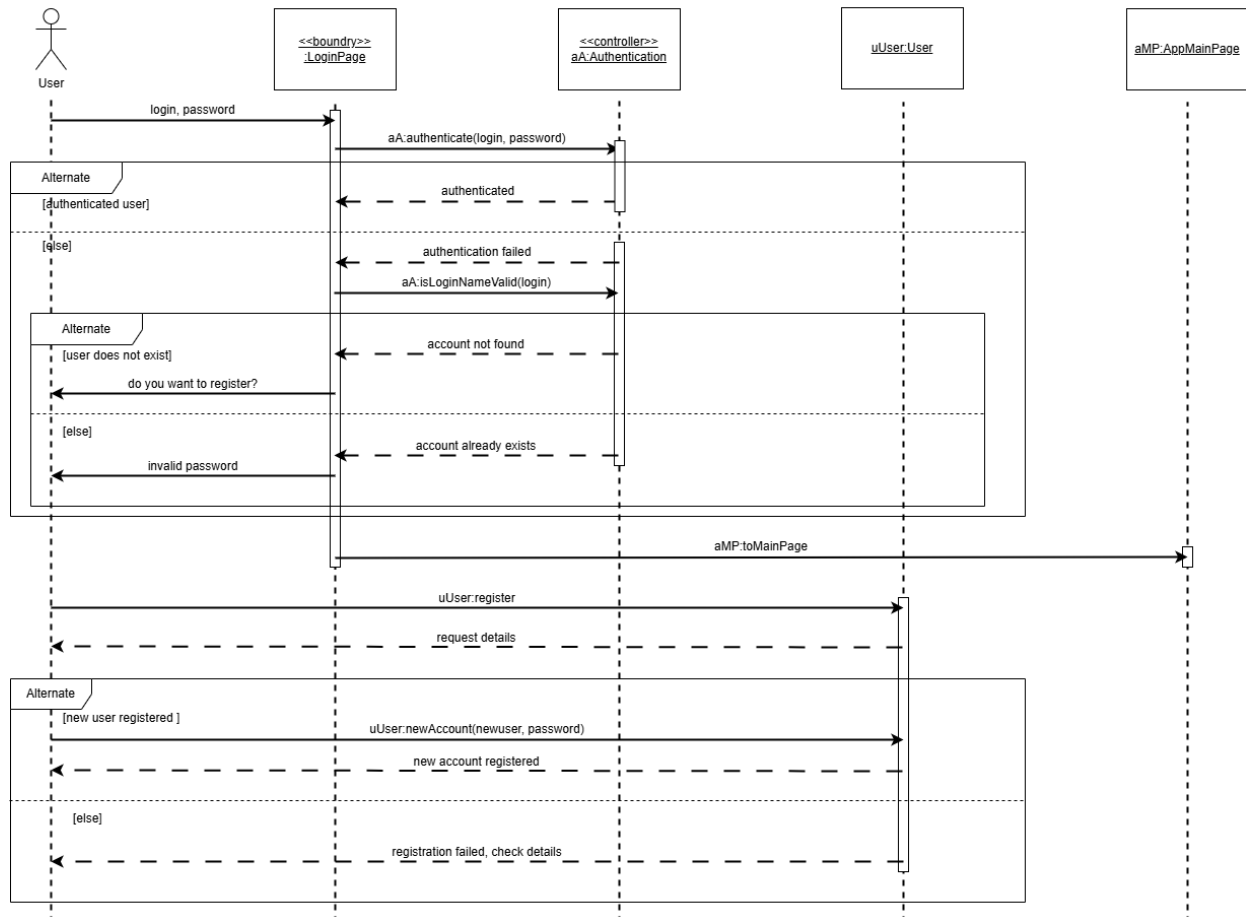 <<boundry>>
:LoginPage
<<controller>>
aA:Authentication
uUser:User
aMP:AppMainPage
User
login, password
aA:authenticate(login, password)
Alternate
authenticated
[authenticated user]
[else]
authentication failed
aA:isLoginNameValid(login)
Alternate
account not found
[user does not exist]
do you want to register?
[else]
account already exists
invalid password
aMP:toMainPage
uUser:register
request details
Alternate
[new user registered ]
uUser:newAccount(newuser, password)
new account registered
[else]
registration failed, check details